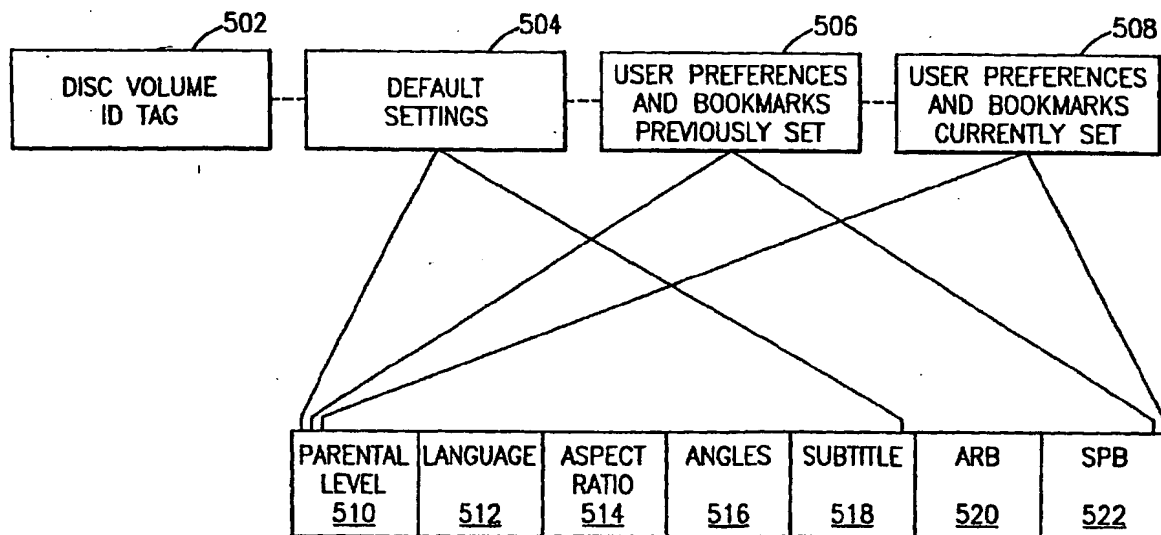 502
504
506
508
DISC VOLUME
ID TAG
DEFAULT
SETTINGS
USER PREFERENCES
AND BOOKMARKS
PREVIOUSLY SET
USER PREFERENCES
AND BOOKMARKS
CURRENTLY SET
PARENTAL
LEVEL
510
LANGUAGE
512
ASPECT
RATIO
514
ANGLES
516
SUBTITLE
518
ARB
520
SPB
522